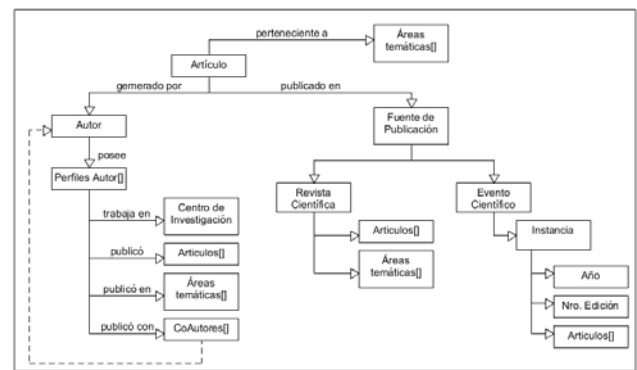 perteneciente a
Áreas
temáticas[]
Artículo
gemerado por
publicado en
Autor
Fuente de
Publicación
posee
Perfiles Autor[]
Revista
Científica
Evento
Científico
trabaja en
Centro de
Investigación
Articulos[]
Instancia
publicó
Articulos[]
Áreas
temáticas[]
Año
publicó en
Áreas
temáticas[]
Nro. Edición
publicó con
CoAutores[]
Articulos[]